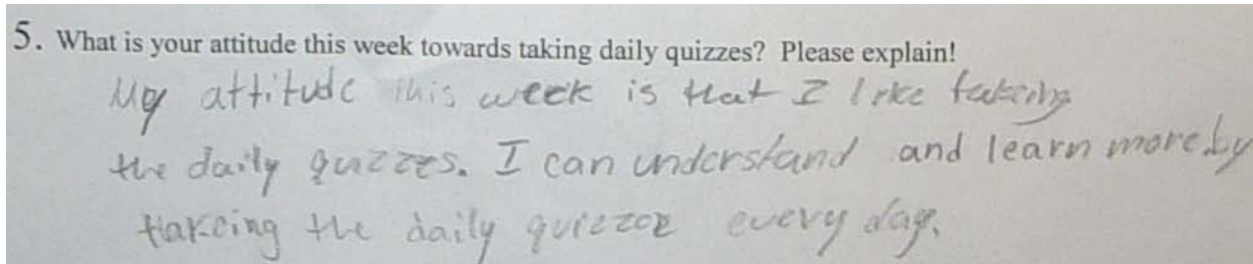 5. What is your attitude this week towards taking daily quizzes? Please explain!
My attitude this week is that I like takeing
the daily quizzes. I can understand and learn more by
takeing the daily quizzez every day.